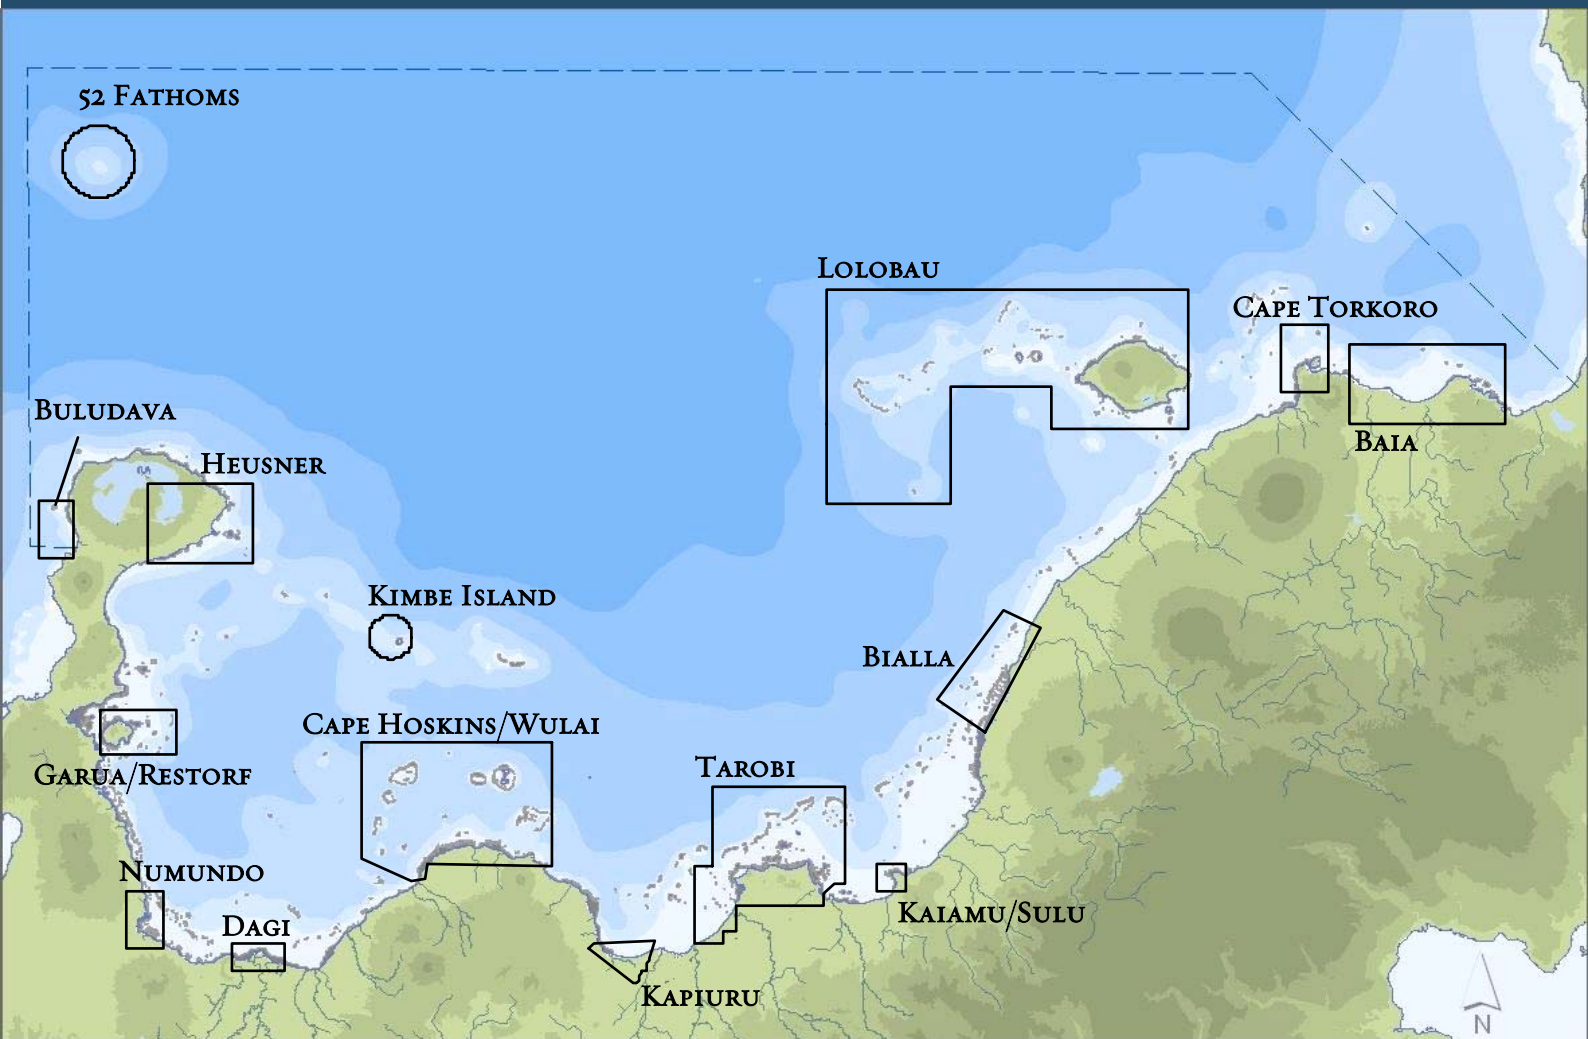 52 Fathoms
Lolobau
Cape Torkoro
Buludava
Baia
Heusner
Kimbe Island
Bialla
Cape Hoskins/Wulai
Tarobi
Garua/Restorf
Numundo
Kaiamu/Sulu
Dagi
Kapiuru
N